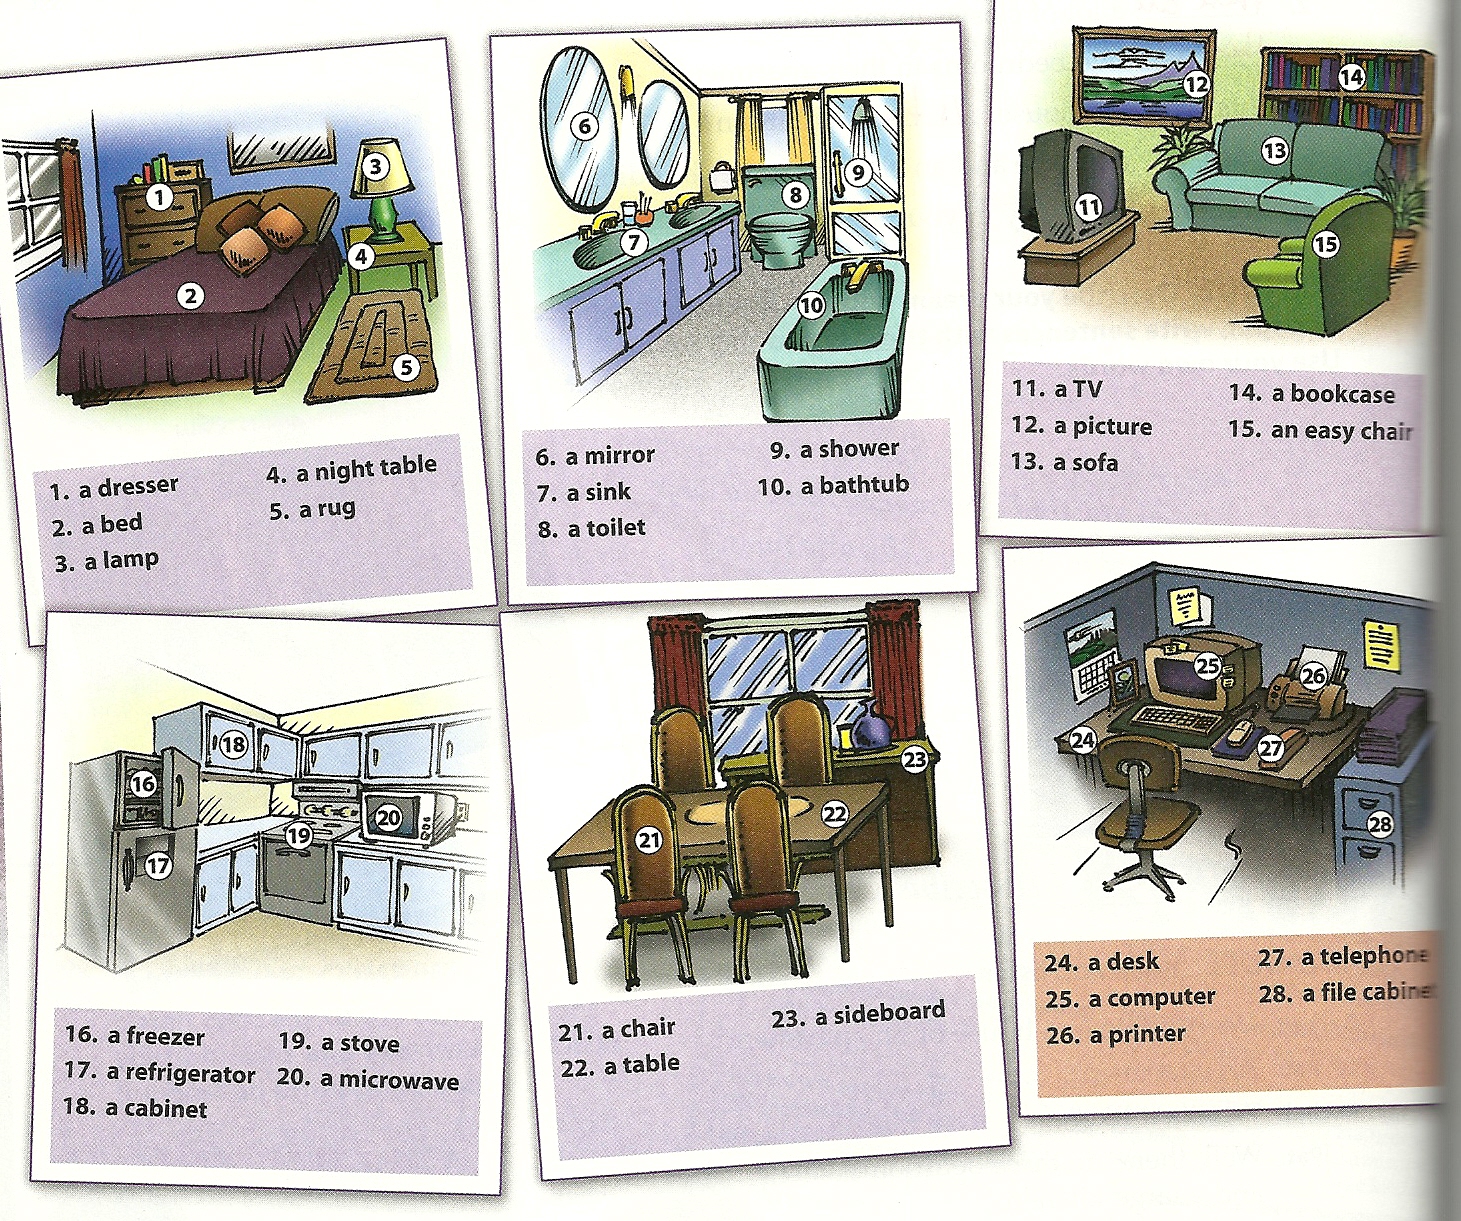 1. a dresser
2. a bed
3. a lamp
4. a night table
5. a rug
6. a mirror
7. a sink
8. a toilet
9. a shower
10. a bathtub
11. a TV
12. a picture
13. a sofa
14. a bookcase
15. an easy chair
16. a freezer
17. a refrigerator
18. a cabinet
19. a stove
20. a microwave
21. a chair
22. a table
23. a sideboard
24. a desk
25. a computer
26. a printer
27. a telephone
28. a file cabine
1
2
3
4
5
6
7
8
9
10
11
12
13
14
15
16
17
18
19
20
21
22
23
24
25
26
27
28